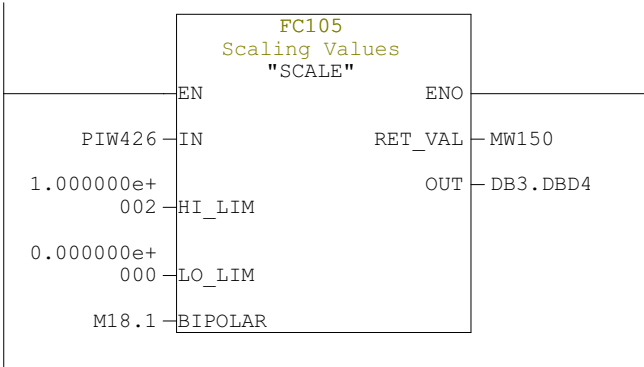 FC105
Scaling Values
"SCALE"
EN ENO
PIW426 IN RET_VAL MW150
1.000000e+ OUT DB3.DBD4
002 HI_LIM
0.000000e+
000 LO_LIM
M18.1 BIPOLAR